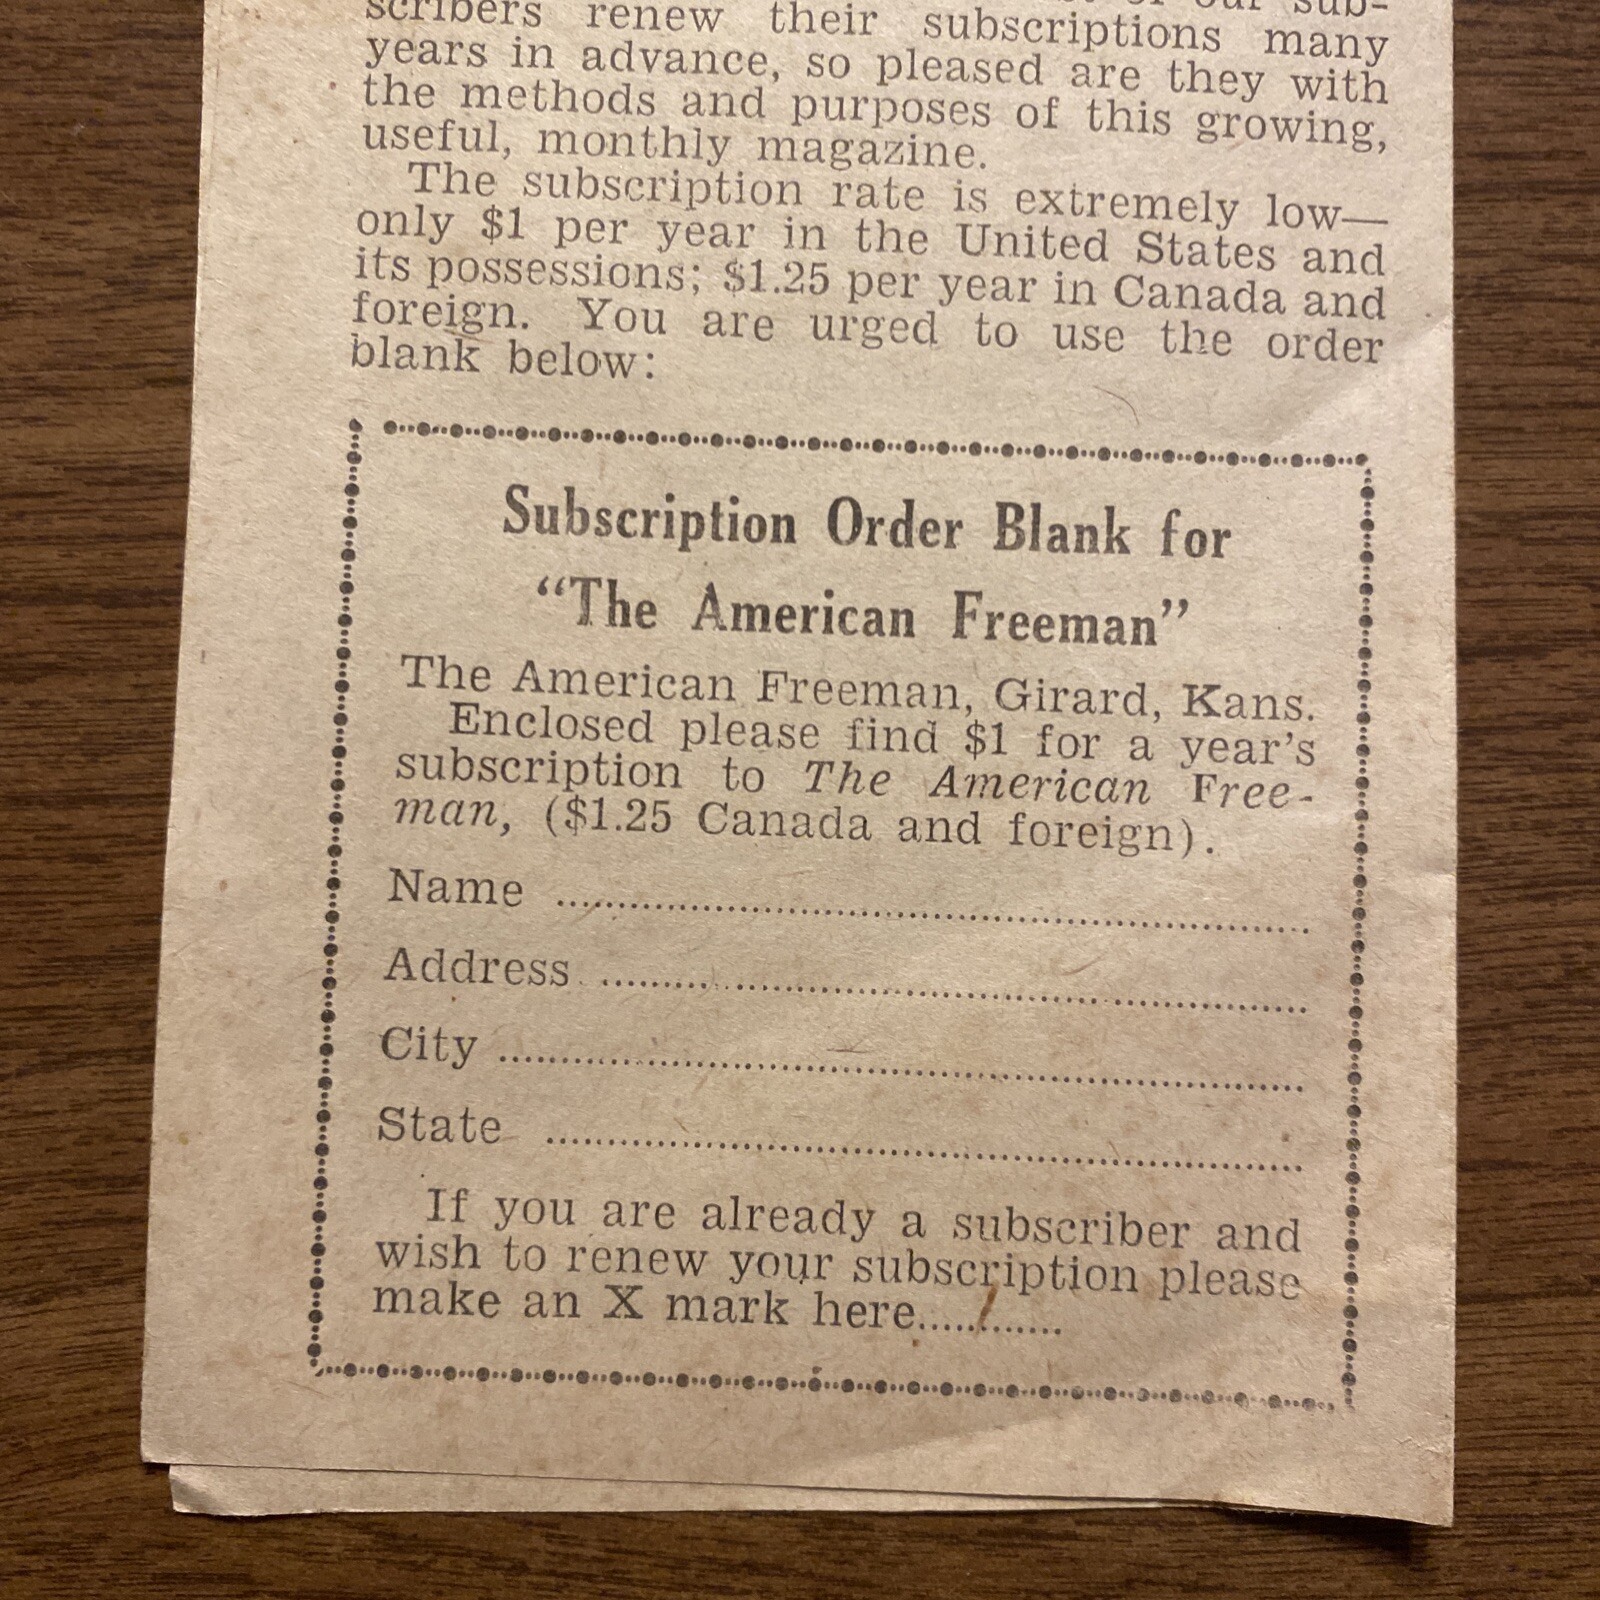 of our sub-
scribers renew their subscriptions many
years in advance, so pleased are they with
the methods and purposes of this growing,
useful, monthly magazine.
The subscription rate is extremely low—
only $1 per year in the United States and
its possessions; $1.25 per year in Canada and
foreign. You are urged to use the order
blank below:
Subscription Order Blank for
“The American Freeman”
The American Freeman, Girard, Kans.
Enclosed please find $1 for a year’s
subscription to The American Free-
man, ($1.25 Canada and foreign).
Name ........................................
Address ........................................
City ........................................
State ........................................
If you are already a subscriber and
wish to renew your subscription please
make an X mark here............